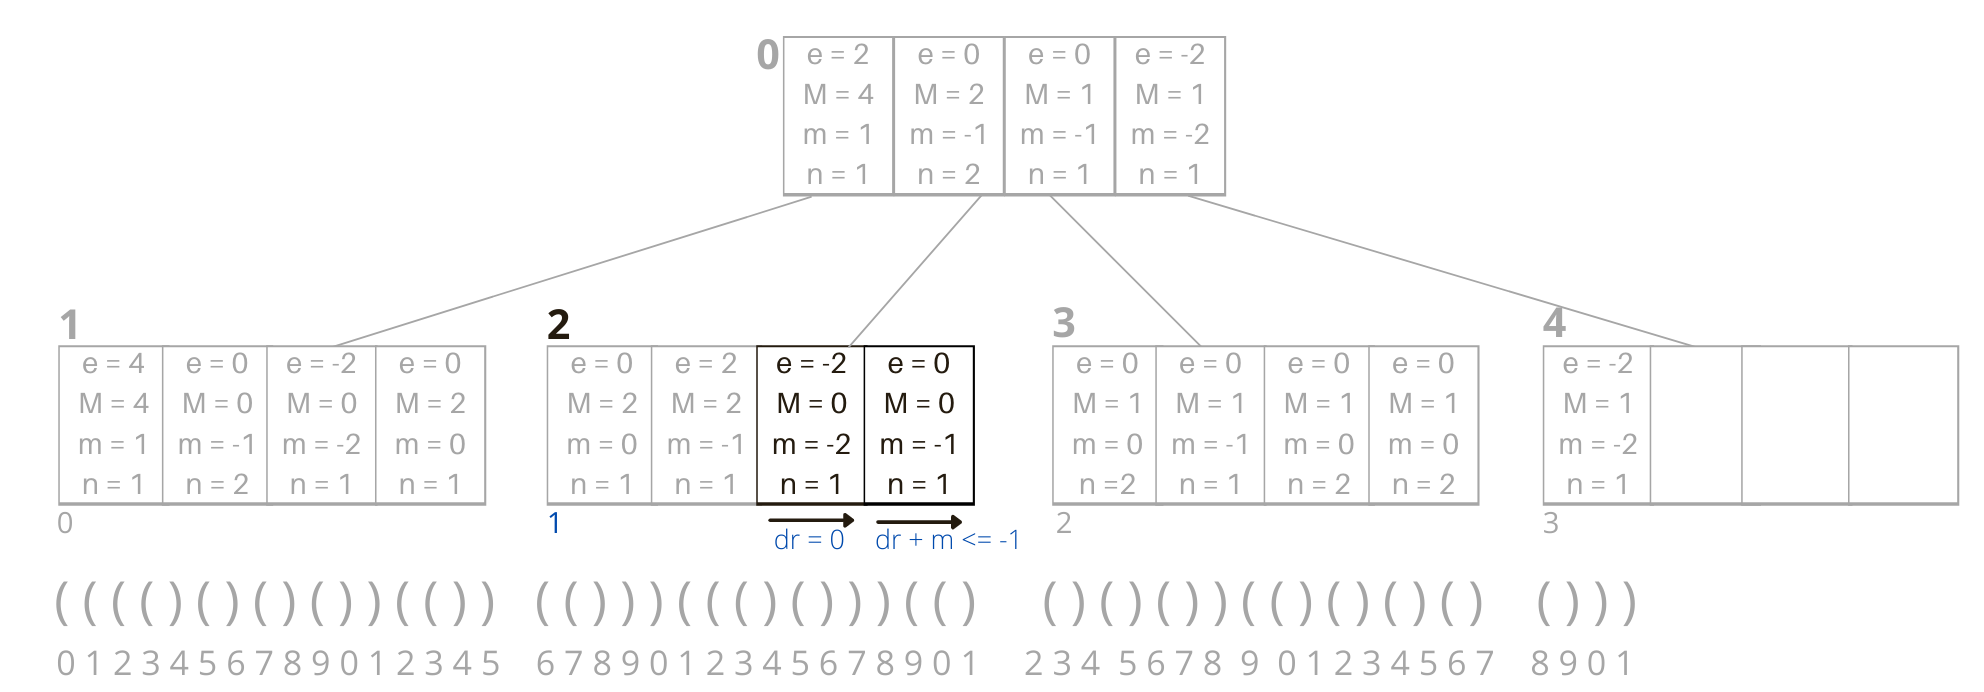 0
e = 2 e = 0 e = 0 e = -2
M = 4 M = 2 M = 1 M = 1
m = 1 m = -1 m = -1 m = -2
n = 1 n = 2 n = 1 n = 1
1 2 3 4
e = 4 e = 0 e = -2 e = 0 e = 0 e = 2 e = -2 e = 0 e = 0 e = 0 e = 0 e = 0 e = -2
M = 4 M = 0 M = 0 M = 2 M = 2 M = 2 M = 0 M = 0 M = 1 M = 1 M = 1 M = 1 M = 1
m = 1 m = -1 m = -2 m = 0 m = 0 m = -1 m = -2 m = -1 m = 0 m = -1 m = 0 m = 0 m = -2
n = 1 n = 2 n = 1 n = 1 n = 1 n = 1 n = 1 n = 1 n =2 n = 1 n = 2 n = 2 n = 1
0 1 2 3
dr = 0 dr + m <= -1
( ( ( ( ) ( ) ( ) ( ) ) ( ( ) ) ( ( ) ) ) ( ( ( ) ( ) ) ) ( ( ) ( ) ( ) ( ) ) ( ( ) ( ) ( ) ( ) ( ) ) )
0 1 2 3 4 5 6 7 8 9 0 1 2 3 4 5 6 7 8 9 0 1 2 3 4 5 6 7 8 9 0 1 2 3 4 5 6 7 8 9 0 1 2 3 4 5 6 7 8 9 0 1